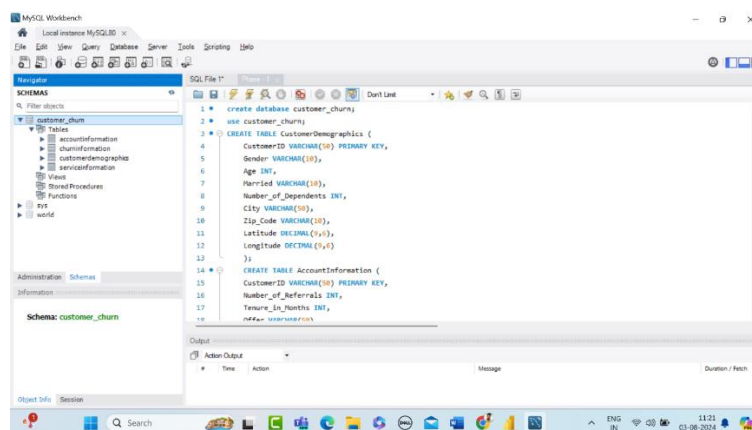 MySQL Workbench
Local instance MySQL80
File Edit View Query Database Server Tools Scripting Help
Navigator
SCHEMAS
Filter objects
customer_churn
Tables
accountinformation
churninformation
customerdemographics
serviceinformation
Views
Stored Procedures
Functions
sys
world
Administration Schemas
Information
Schema: customer_churn
Object Info Session
SQL File 1*
Don't Limit
1 create database customer_churn;
2 use customer_churn;
3 CREATE TABLE CustomerDemographics (
4 CustomerID VARCHAR(50) PRIMARY KEY,
5 Gender VARCHAR(10),
6 Age INT,
7 Married VARCHAR(10),
8 Number_of_Dependents INT,
9 City VARCHAR(50),
10 Zip_Code VARCHAR(10),
11 Latitude DECIMAL(9,6),
12 Longitude DECIMAL(9,6)
13 );
14 CREATE TABLE AccountInformation (
15 CustomerID VARCHAR(50) PRIMARY KEY,
16 Number_of_Referrals INT,
17 Tenure_in_Months INT,
18 Offer VARCHAR(50)
Output
Action Output
# Time Action Message Duration / Fetch
Search
ENG
IN
11:21
03-08-2024